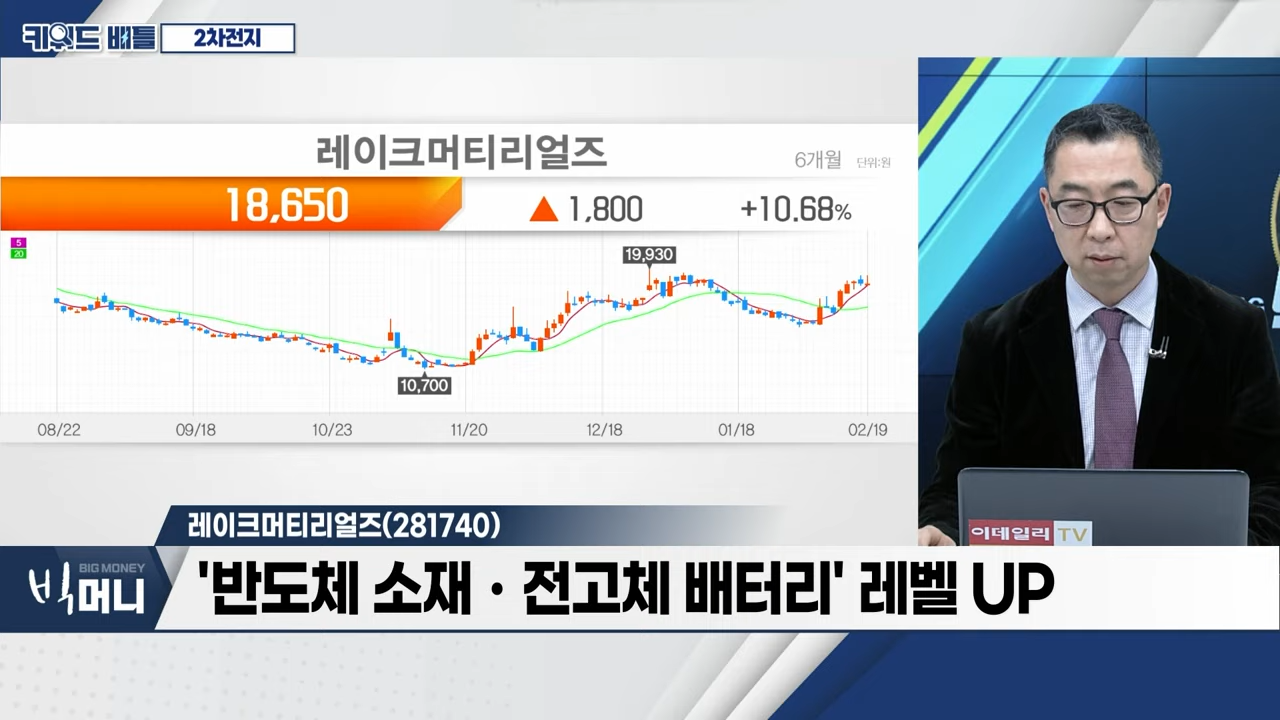 키워드 배틀 2차전지
레이크머티리얼즈
6개월 단위:원
18,650 ▲ 1,800 +10.68%
5
20
19,930
10,700
08/22 09/18 10/23 11/20 12/18 01/18 02/19
이데일리 TV
레이크머티리얼즈(281740)
BIG MONEY
빅머니
'반도체 소재 · 전고체 배터리' 레벨 UP